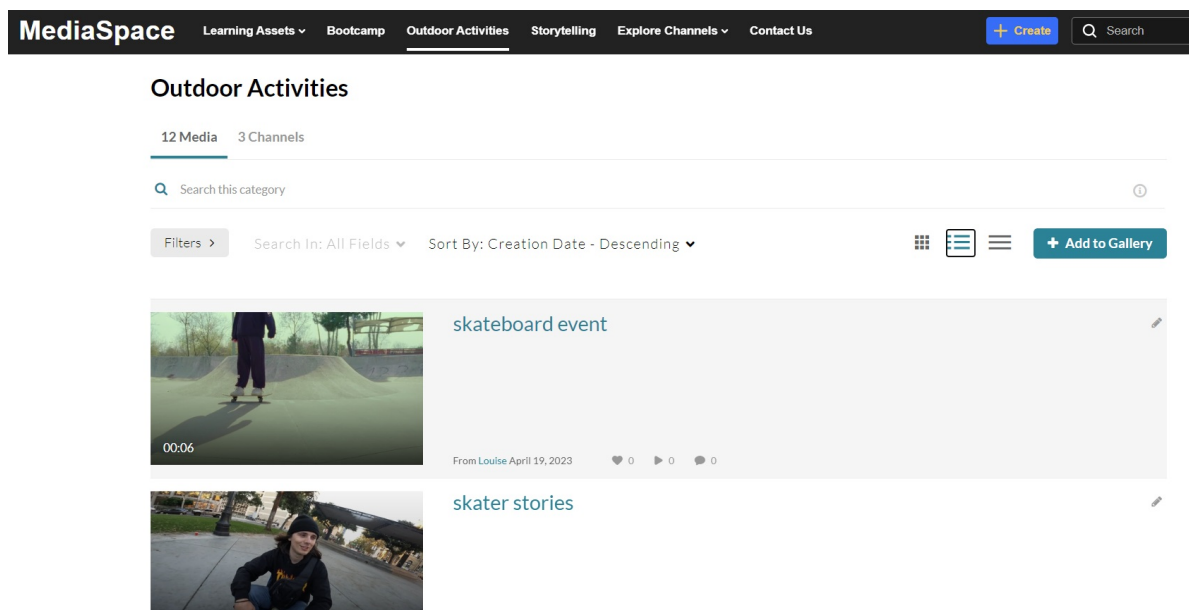 MediaSpace Learning Assets Bootcamp Outdoor Activities Storytelling Explore Channels Contact Us + Create Search
Outdoor Activities
12 Media 3 Channels
Search this category
Filters > Search In: All Fields Sort By: Creation Date - Descending + Add to Gallery
skateboard event
00:06
From Louise April 19, 2023 0 0 0
skater stories